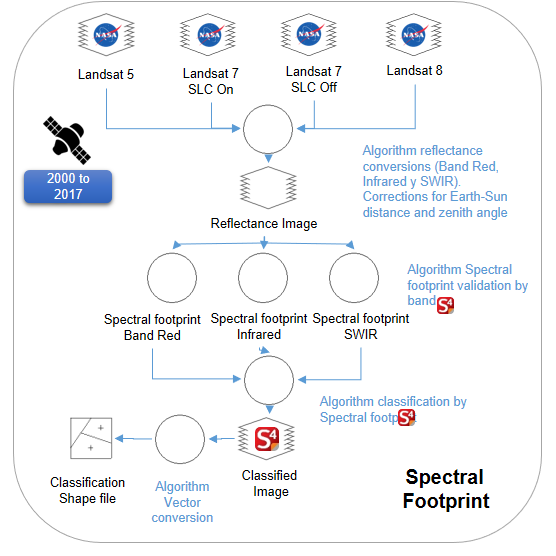 NASA
NASA
NASA
NASA
Landsat 5
Landsat 7
SLC On
Landsat 7
SLC Off
Landsat 8
2000 to
2017
Algorithm reflectance
conversions (Band Red,
Infrared y SWIR).
Corrections for Earth-Sun
distance and zenith angle
Reflectance Image
Algorithm Spectral
footprint validation by
band
S4
Spectral footprint
Band Red
Spectral footprint
Infrared
Spectral footprint
SWIR
Algorithm classification by
Spectral footp
S4
S4
Classification
Shape file
Algorithm
Vector
conversion
Classified
Image
Spectral
Footprint